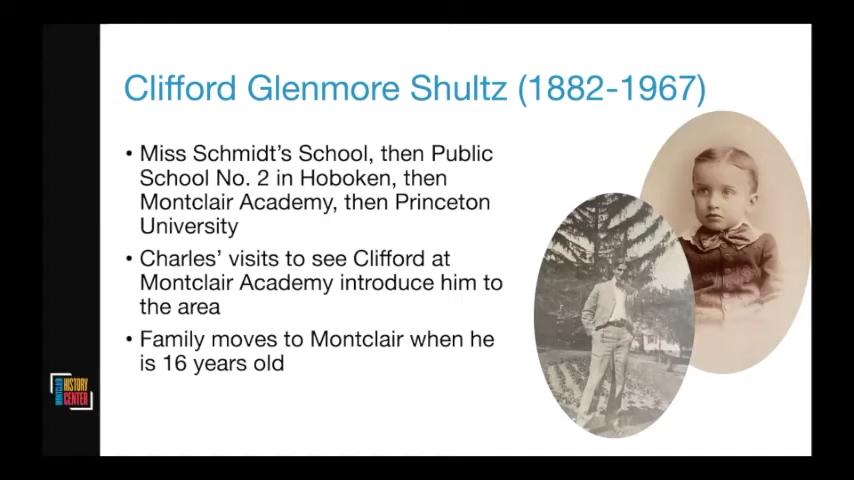 Clifford Glenmore Shultz (1882-1967)
• Miss Schmidt's School, then Public
School No. 2 in Hoboken, then
Montclair Academy, then Princeton
University
• Charles' visits to see Clifford at
Montclair Academy introduce him to
the area
• Family moves to Montclair when he
is 16 years old
MONTCLAIR
HISTORY
CENTER